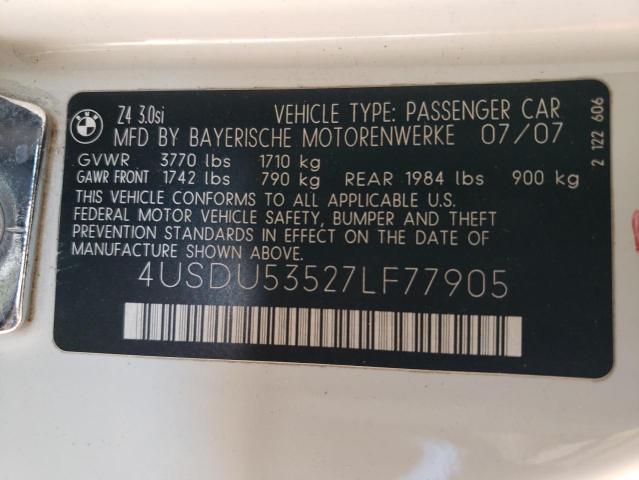 BMW
Z4 3.0si VEHICLE TYPE: PASSENGER CAR
MFD BY BAYERISCHE MOTORENWERKE 07/07
GVWR 3770 lbs 1710 kg
GAWR FRONT 1742 lbs 790 kg REAR 1984 lbs 900 kg
THIS VEHICLE CONFORMS TO ALL APPLICABLE U.S.
FEDERAL MOTOR VEHICLE SAFETY, BUMPER AND THEFT
PREVENTION STANDARDS IN EFFECT ON THE DATE OF
MANUFACTURE SHOWN ABOVE.
4USDU53527LF77905
2 122 606